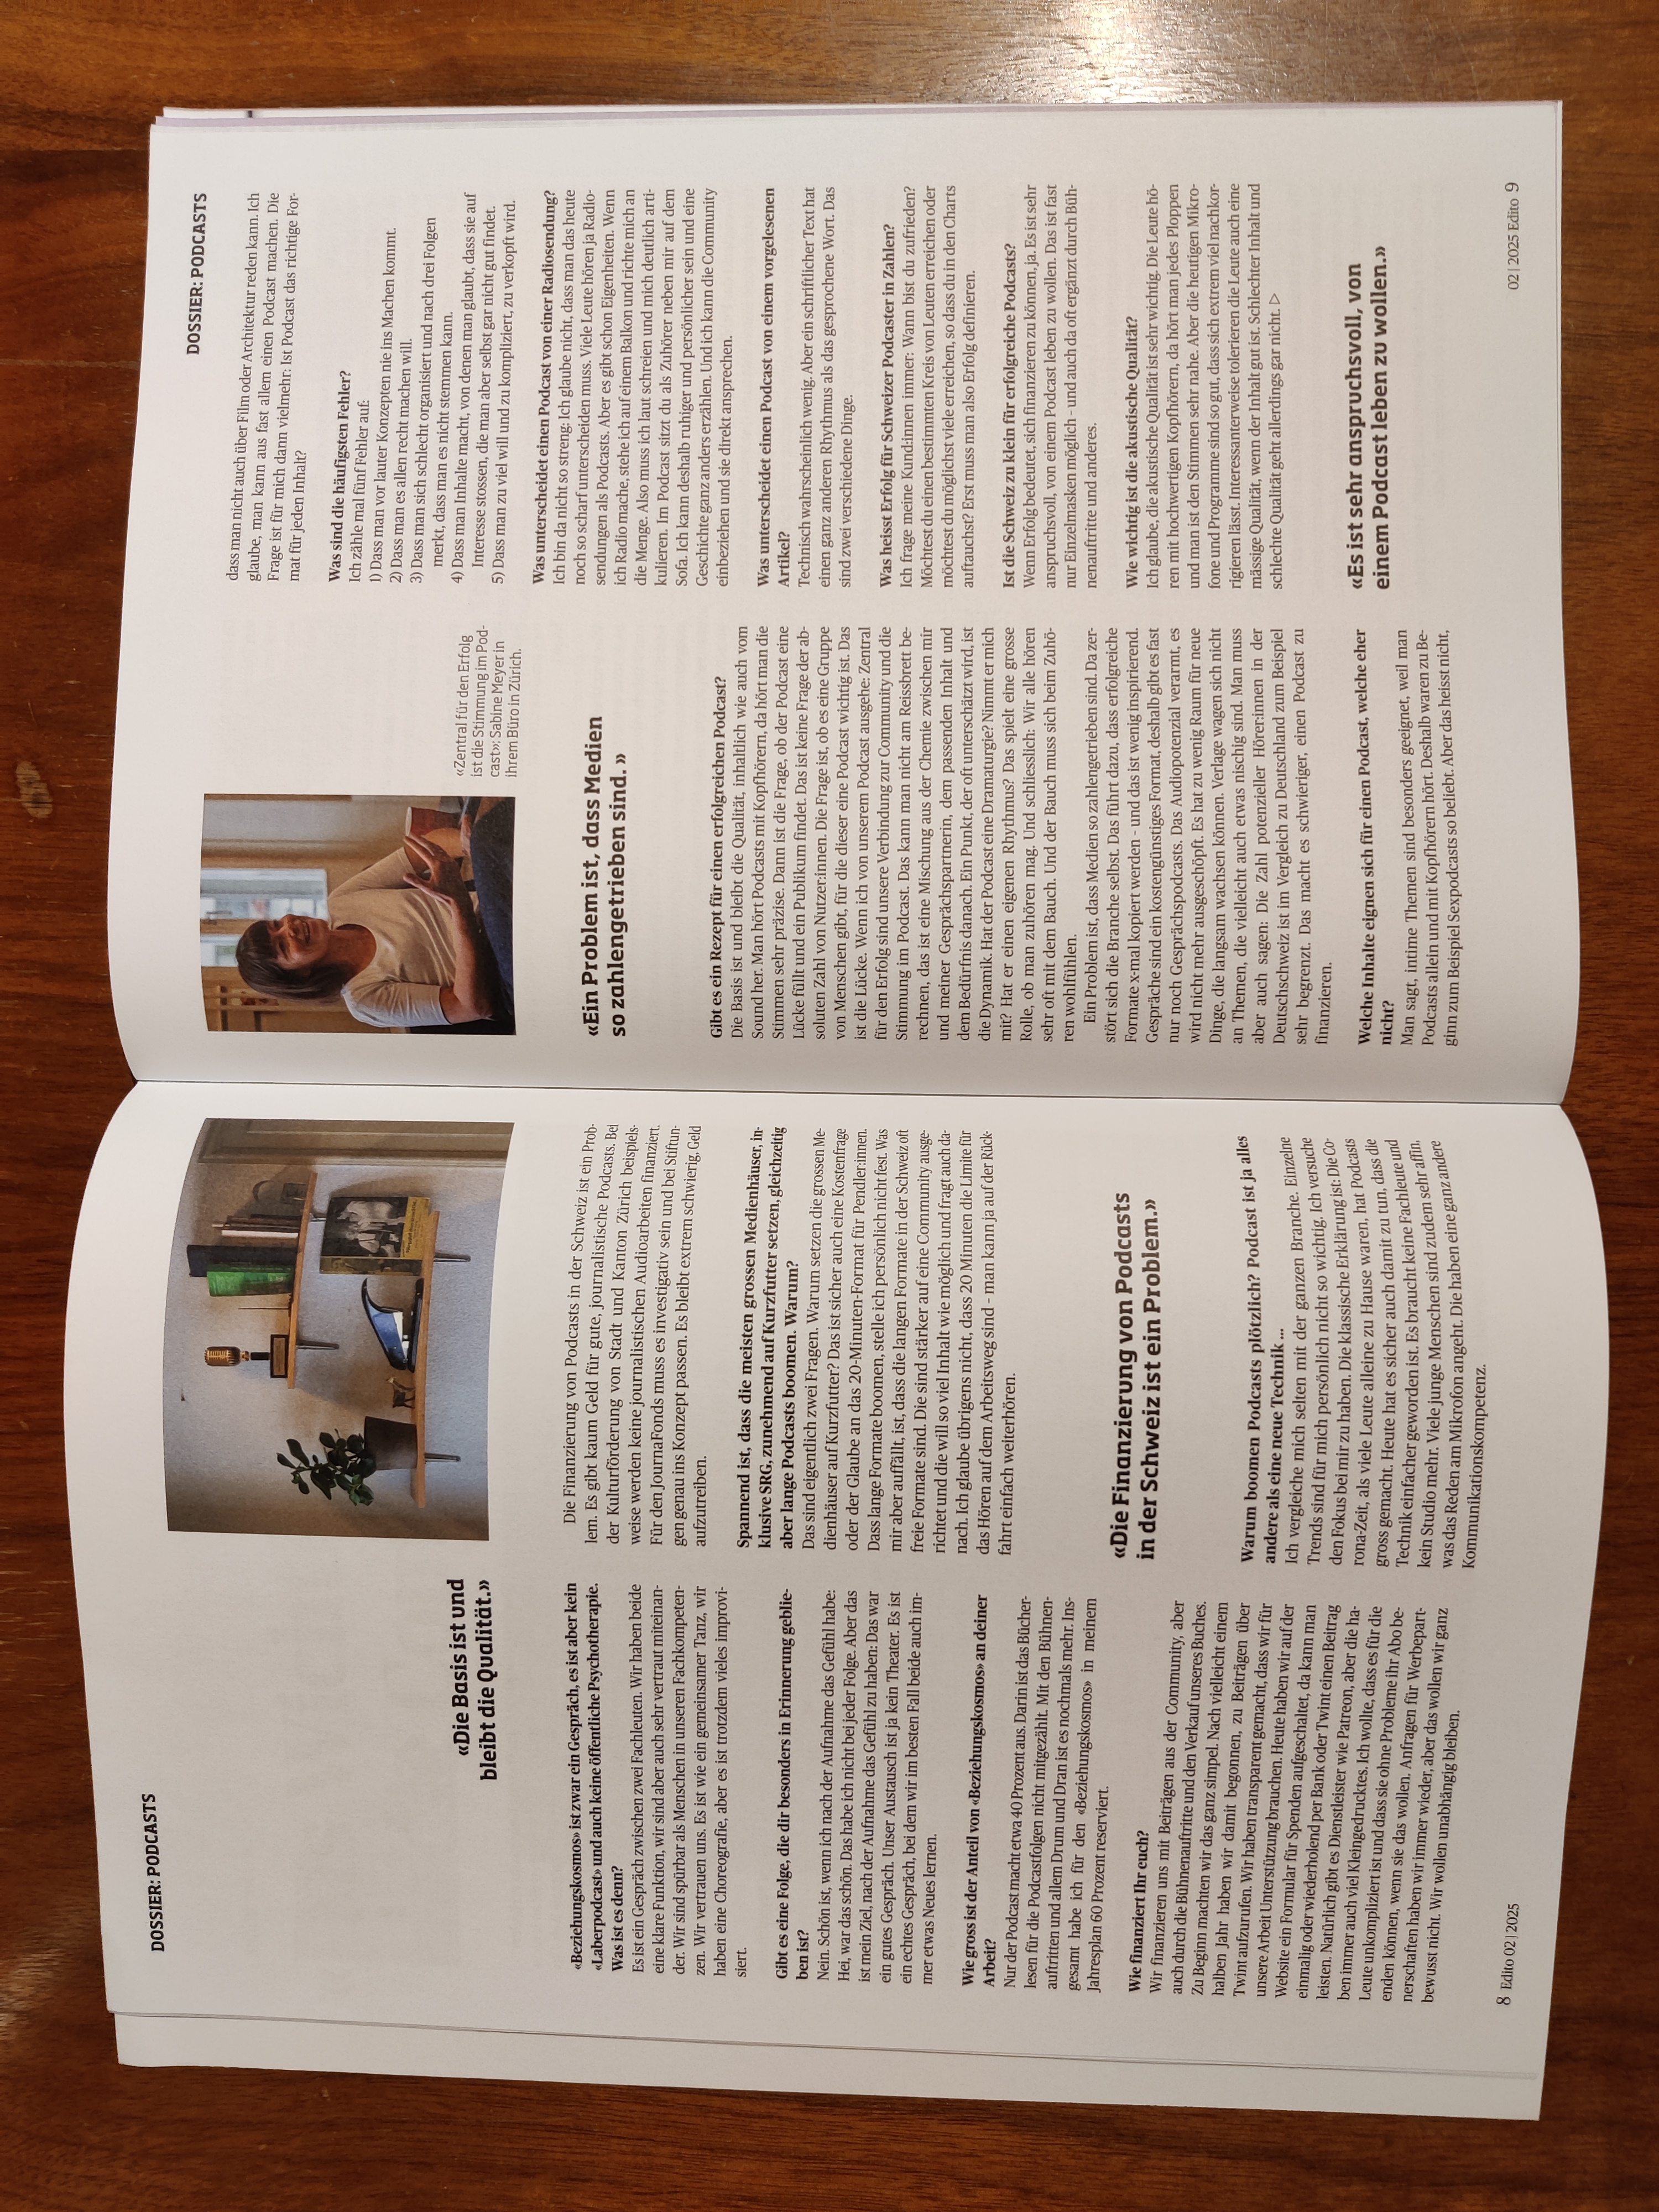 DOSSIER: PODCASTS
«Die Basis ist und
bleibt die Qualität.»
«Beziehungskosmos» ist zwar ein Gespräch, es ist aber kein
«Laberpodcast» und auch keine öffentliche Psychotherapie.
Was ist es denn?
Es ist ein Gespräch zwischen zwei Fachleuten. Wir haben beide
eine klare Funktion, wir sind aber auch sehr vertraut miteinan-
der. Wir sind spürbar als Menschen in unseren Fachkompeten-
zen. Wir vertrauen uns. Es ist wie ein gemeinsamer Tanz, wir
haben eine Choreografie, aber es ist trotzdem vieles improvi-
siert.
Gibt es eine Folge, die dir besonders in Erinnerung geblie-
ben ist?
Nein. Schön ist, wenn ich nach der Aufnahme das Gefühl habe:
Hei, war das schön. Das habe ich nicht bei jeder Folge. Aber das
ist mein Ziel, nach der Aufnahme das Gefühl zu haben: Das war
ein gutes Gespräch. Unser Austausch ist ja kein Theater. Es ist
ein echtes Gespräch, bei dem wir im besten Fall beide auch im-
mer etwas Neues lernen.
Wie gross ist der Anteil von «Beziehungskosmos» an deiner
Arbeit?
Nur der Podcast macht etwa 40 Prozent aus. Darin ist das Bücher-
lesen für die Podcastfolgen nicht mitgezählt. Mit den Bühnen-
auftritten und allem Drum und Dran ist es nochmals mehr. Ins-
gesamt habe ich für den «Beziehungskosmos» in meinem
Jahresplan 60 Prozent reserviert.
Wie finanziert Ihr euch?
Wir finanzieren uns mit Beiträgen aus der Community, aber
auch durch die Bühnenauftritte und den Verkauf unseres Buches.
Zu Beginn machten wir das ganz simpel. Nach vielleicht einem
halben Jahr haben wir damit begonnen, zu Beiträgen über
Twint aufzurufen. Wir haben transparent gemacht, dass wir für
unsere Arbeit Unterstützung brauchen. Heute haben wir auf der
Website ein Formular für Spenden aufgeschaltet, da kann man
einmalig oder wiederholend per Bank oder Twint einen Beitrag
leisten. Natürlich gibt es Dienstleister wie Patreon, aber die ha-
ben immer auch viel Kleingedrucktes. Ich wollte, dass es für die
Leute unkompliziert ist und dass sie ohne Probleme ihr Abo be-
enden können, wenn sie das wollen. Anfragen für Werbepart-
nerschaften haben wir immer wieder, aber das wollen wir ganz
bewusst nicht. Wir wollen unabhängig bleiben.
Die Finanzierung von Podcasts in der Schweiz ist ein Prob-
lem. Es gibt kaum Geld für gute, journalistische Podcasts. Bei
der Kulturförderung von Stadt und Kanton Zürich beispiels-
weise werden keine journalistischen Audioarbeiten finanziert.
Für den JournaFonds muss es investigativ sein und bei Stiftun-
gen genau ins Konzept passen. Es bleibt extrem schwierig, Geld
aufzutreiben.
Spannend ist, dass die meisten grossen Medienhäuser, in-
klusive SRG, zunehmend auf Kurzfutter setzen, gleichzeitig
aber lange Podcasts boomen. Warum?
Das sind eigentlich zwei Fragen. Warum setzen die grossen Me-
dienhäuser auf Kurzfutter? Das ist sicher auch eine Kostenfrage
oder der Glaube an das 20-Minuten-Format für Pendler:innen.
Dass lange Formate boomen, stelle ich persönlich nicht fest. Was
mir aber auffällt, ist, dass die langen Formate in der Schweiz oft
freie Formate sind. Die sind stärker auf eine Community ausge-
richtet und die will so viel Inhalt wie möglich und fragt auch da-
nach. Ich glaube übrigens nicht, dass 20 Minuten die Limite für
das Hören auf dem Arbeitsweg sind – man kann ja auf der Rück-
fahrt einfach weiterhören.
«Die Finanzierung von Podcasts
in der Schweiz ist ein Problem.»
Warum boomen Podcasts plötzlich? Podcast ist ja alles
andere als eine neue Technik ...
Ich vergleiche mich selten mit der ganzen Branche. Einzelne
Trends sind für mich persönlich nicht so wichtig. Ich versuche
den Fokus bei mir zu haben. Die klassische Erklärung ist: Die Co-
rona-Zeit, als viele Leute alleine zu Hause waren, hat Podcasts
gross gemacht. Heute hat es sicher auch damit zu tun, dass die
Technik einfacher geworden ist. Es braucht keine Fachleute und
kein Studio mehr. Viele junge Menschen sind zudem sehr affin,
was das Reden am Mikrofon angeht. Die haben eine ganz andere
Kommunikationskompetenz.
8 Edito 02 | 2025
DOSSIER: PODCASTS
«Zentral für den Erfolg
ist die Stimmung im Pod-
cast»: Sabine Meyer in
ihrem Büro in Zürich.
«Ein Problem ist, dass Medien
so zahlengetrieben sind. »
Gibt es ein Rezept für einen erfolgreichen Podcast?
Die Basis ist und bleibt die Qualität, inhaltlich wie auch vom
Sound her. Man hört Podcasts mit Kopfhörern, da hört man die
Stimmen sehr präzise. Dann ist die Frage, ob der Podcast eine
Lücke füllt und ein Publikum findet. Das ist keine Frage der ab-
soluten Zahl von Nutzer:innen. Die Frage ist, ob es eine Gruppe
von Menschen gibt, für die dieser eine Podcast wichtig ist. Das
ist die Lücke. Wenn ich von unserem Podcast ausgehe: Zentral
für den Erfolg sind unsere Verbindung zur Community und die
Stimmung im Podcast. Das kann man nicht am Reissbrett be-
rechnen, das ist eine Mischung aus der Chemie zwischen mir
und meiner Gesprächspartnerin, dem passenden Inhalt und
dem Bedürfnis danach. Ein Punkt, der oft unterschätzt wird, ist
die Dynamik. Hat der Podcast eine Dramaturgie? Nimmt er mich
mit? Hat er einen eigenen Rhythmus? Das spielt eine grosse
Rolle, ob man zuhören mag. Und schliesslich: Wir alle hören
sehr oft mit dem Bauch. Und der Bauch muss sich beim Zuhö-
ren wohlfühlen.
Ein Problem ist, dass Medien so zahlengetrieben sind. Da zer-
stört sich die Branche selbst. Das führt dazu, dass erfolgreiche
Formate x-mal kopiert werden – und das ist wenig inspirierend.
Gespräche sind ein kostengünstiges Format, deshalb gibt es fast
nur noch Gesprächspodcasts. Das Audiopotenzial verarmt, es
wird nicht mehr ausgeschöpft. Es hat zu wenig Raum für neue
Dinge, die langsam wachsen können. Verlage wagen sich nicht
an Themen, die vielleicht auch etwas nischig sind. Man muss
aber auch sagen: Die Zahl potenzieller Hörer:innen in der
Deutschschweiz ist im Vergleich zu Deutschland zum Beispiel
sehr begrenzt. Das macht es schwieriger, einen Podcast zu
finanzieren.
Welche Inhalte eignen sich für einen Podcast, welche eher
nicht?
Man sagt, intime Themen sind besonders geeignet, weil man
Podcasts allein und mit Kopfhörern hört. Deshalb waren zu Be-
ginn zum Beispiel Sexpodcasts so beliebt. Aber das heisst nicht,
dass man nicht auch über Film oder Architektur reden kann. Ich
glaube, man kann aus fast allem einen Podcast machen. Die
Frage ist für mich dann vielmehr: Ist Podcast das richtige For-
mat für jeden Inhalt?
Was sind die häufigsten Fehler?
Ich zähle mal fünf Fehler auf:
1) Dass man vor lauter Konzepten nie ins Machen kommt.
2) Dass man es allen recht machen will.
3) Dass man sich schlecht organisiert und nach drei Folgen
merkt, dass man es nicht stemmen kann.
4) Dass man Inhalte macht, von denen man glaubt, dass sie auf
Interesse stossen, die man aber selbst gar nicht gut findet.
5) Dass man zu viel will und zu kompliziert, zu verkopft wird.
Was unterscheidet einen Podcast von einer Radiosendung?
Ich bin da nicht so streng: Ich glaube nicht, dass man das heute
noch so scharf unterscheiden muss. Viele Leute hören ja Radio-
sendungen als Podcasts. Aber es gibt schon Eigenheiten. Wenn
ich Radio mache, stehe ich auf einem Balkon und richte mich an
die Menge. Also muss ich laut schreien und mich deutlich arti-
kulieren. Im Podcast sitzt du als Zuhörer neben mir auf dem
Sofa. Ich kann deshalb ruhiger und persönlicher sein und eine
Geschichte ganz anders erzählen. Und ich kann die Community
einbeziehen und sie direkt ansprechen.
Was unterscheidet einen Podcast von einem vorgelesenen
Artikel?
Technisch wahrscheinlich wenig. Aber ein schriftlicher Text hat
einen ganz anderen Rhythmus als das gesprochene Wort. Das
sind zwei verschiedene Dinge.
Was heisst Erfolg für Schweizer Podcaster in Zahlen?
Ich frage meine Kund:innen immer: Wann bist du zufrieden?
Möchtest du einen bestimmten Kreis von Leuten erreichen oder
möchtest du möglichst viele erreichen, so dass du in den Charts
auftauchst? Erst muss man also Erfolg definieren.
Ist die Schweiz zu klein für erfolgreiche Podcasts?
Wenn Erfolg bedeutet, sich finanzieren zu können, ja. Es ist sehr
anspruchsvoll, von einem Podcast leben zu wollen. Das ist fast
nur Einzelmasken möglich – und auch da oft ergänzt durch Büh-
nenauftritte und anderes.
Wie wichtig ist die akustische Qualität?
Ich glaube, die akustische Qualität ist sehr wichtig. Die Leute hö-
ren mit hochwertigen Kopfhörern, da hört man jedes Ploppen
und man ist den Stimmen sehr nahe. Aber die heutigen Mikro-
fone und Programme sind so gut, dass sich extrem viel nachkor-
rigieren lässt. Interessanterweise tolerieren die Leute auch eine
mässige Qualität, wenn der Inhalt gut ist. Schlechter Inhalt und
schlechte Qualität geht allerdings gar nicht. ▷
«Es ist sehr anspruchsvoll, von
einem Podcast leben zu wollen.»
02 | 2025 Edito 9